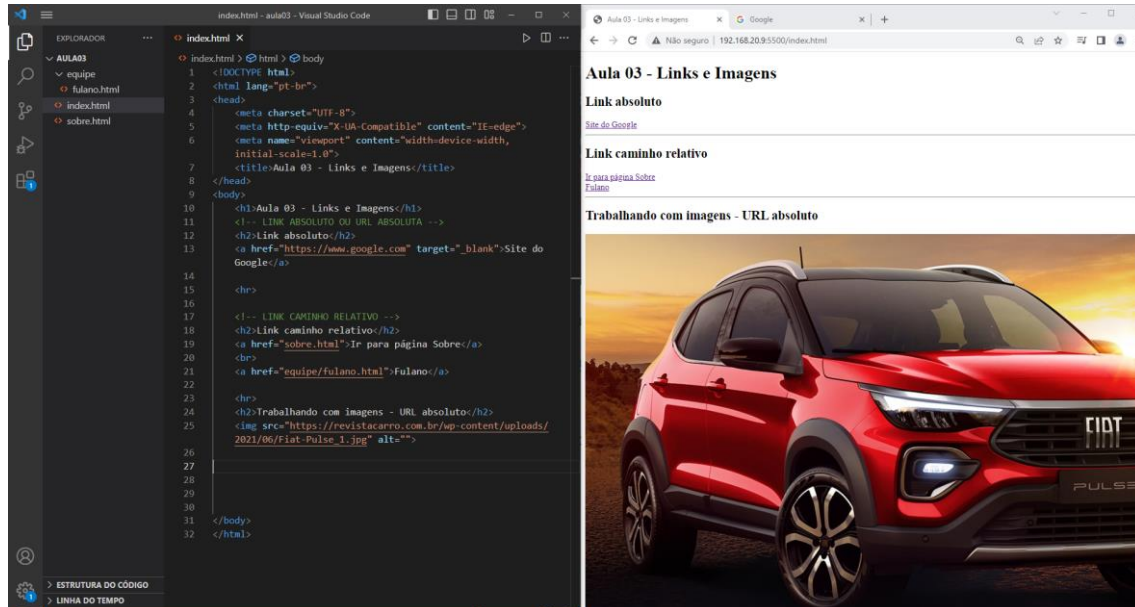 index.html - aula03 - Visual Studio Code
EXPLORADOR
AULA03
equipe
fulano.html
index.html
sobre.html
ESTRUTURA DO CÓDIGO
LINHA DO TEMPO
index.html
index.html > html > body
1 <!DOCTYPE html>
2 <html lang="pt-br">
3 <head>
4 <meta charset="UTF-8">
5 <meta http-equiv="X-UA-Compatible" content="IE=edge">
6 <meta name="viewport" content="width=device-width,
initial-scale=1.0">
7 <title>Aula 03 - Links e Imagens</title>
8 </head>
9 <body>
10 <h1>Aula 03 - Links e Imagens</h1>
11 <!-- LINK ABSOLUTO OU URL ABSOLUTA -->
12 <h2>Link absoluto</h2>
13 <a href="https://www.google.com" target="_blank">Site do
Google</a>
14
15 <hr>
16
17 <!-- LINK CAMINHO RELATIVO -->
18 <h2>Link caminho relativo</h2>
19 <a href="sobre.html">Ir para página Sobre</a>
20 <br>
21 <a href="equipe/fulano.html">Fulano</a>
22
23 <hr>
24 <h2>Trabalhando com imagens - URL absoluto</h2>
25 <img src="https://revistacarro.com.br/wp-content/uploads/
2021/06/Fiat-Pulse_1.jpg" alt="">
26
27
28
29
30
31 </body>
32 </html>
Aula 03 - Links e Imagens
Google
Não seguro | 192.168.20.9:5500/index.html
Aula 03 - Links e Imagens
Link absoluto
Site do Google
Link caminho relativo
Ir para página Sobre
Fulano
Trabalhando com imagens - URL absoluto
FIAT
PULSE